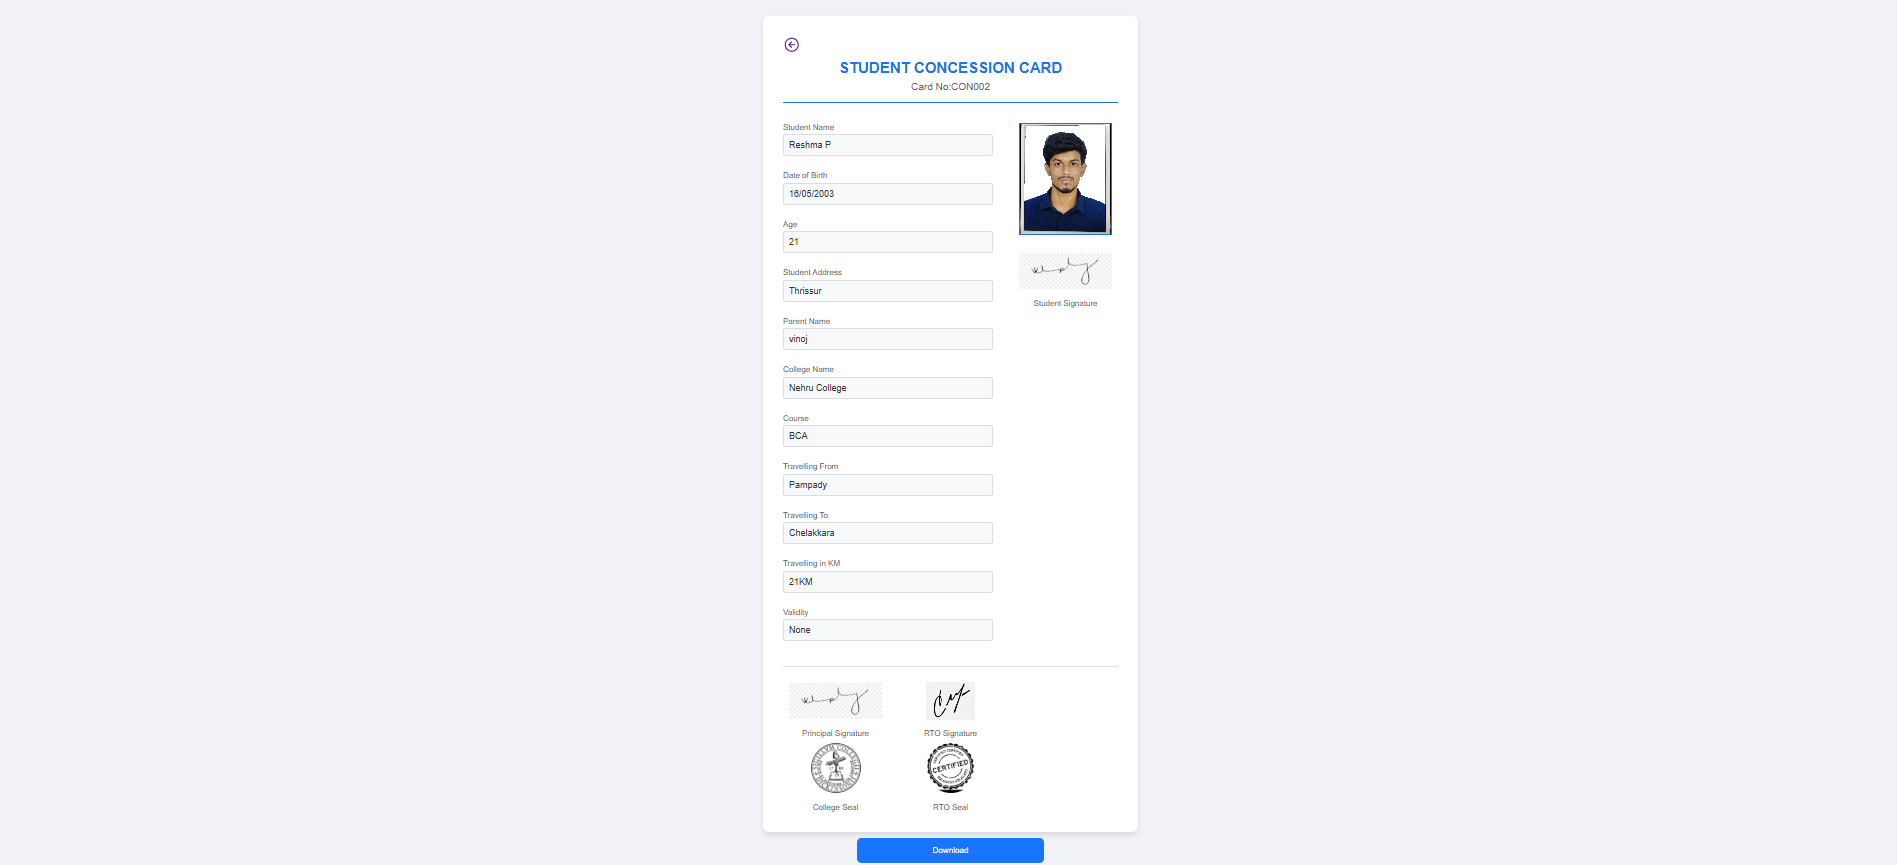 STUDENT CONCESSION CARD
Card No:CON002
Student Name
Reshma P
Date of Birth
16/05/2003
Age
21
Student Address
Thrissur
Parent Name
vinoj
College Name
Nehru College
Course
BCA
Travelling From
Pampady
Travelling To
Chelakkara
Travelling in KM
21KM
Validity
None
Student Signature
Principal Signature
RTO Signature
CERTIFIED
College Seal
RTO Seal
Download